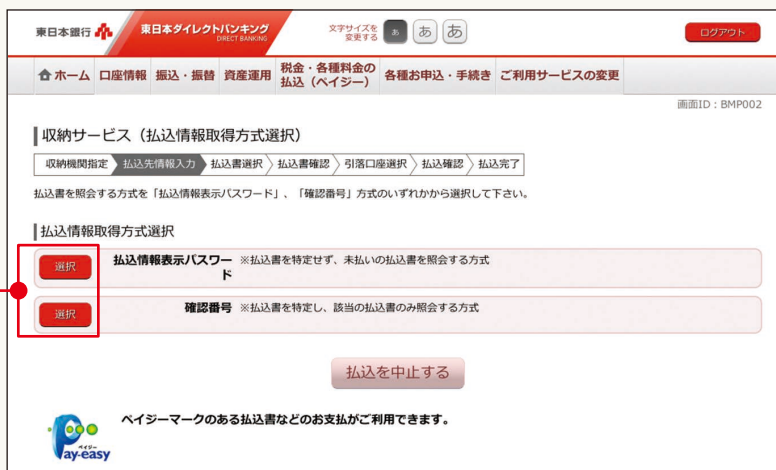 東日本銀行
東日本ダイレクトバンキング
DIRECT BANKING
文字サイズを
変更する
あ あ あ
ログアウト
ホーム 口座情報 振込・振替 資産運用 税金・各種料金の
払込（ペイジー） 各種お申込・手続き ご利用サービスの変更
画面ID：BMP002
収納サービス（払込情報取得方式選択）
収納機関指定 払込先情報入力 払込書選択 払込書確認 引落口座選択 払込確認 払込完了
払込書を照会する方式を「払込情報表示パスワード」、「確認番号」方式のいずれかから選択して下さい。
払込情報取得方式選択
選択 払込情報表示パスワー
ド ※払込書を特定せず、未払いの払込書を照会する方式
選択 確認番号 ※払込書を特定し、該当の払込書のみ照会する方式
払込を中止する
ペイジーマークのある払込書などのお支払がご利用できます。
ペイジー
Pay-easy